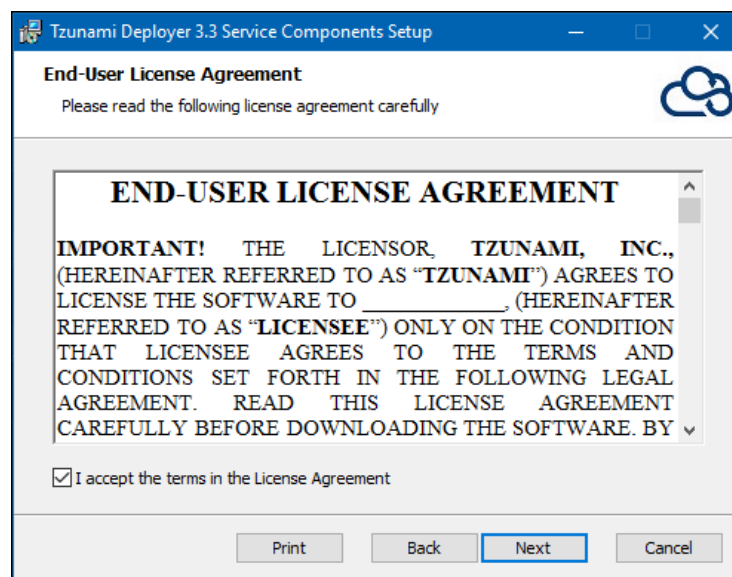 Tzunami Deployer 3.3 Service Components Setup
End-User License Agreement
Please read the following license agreement carefully
END-USER LICENSE AGREEMENT
IMPORTANT! THE LICENSOR, TZUNAMI, INC.,
(HEREINAFTER REFERRED TO AS “TZUNAMI”) AGREES TO
LICENSE THE SOFTWARE TO ____________, (HEREINAFTER
REFERRED TO AS “LICENSEE”) ONLY ON THE CONDITION
THAT LICENSEE AGREES TO THE TERMS AND
CONDITIONS SET FORTH IN THE FOLLOWING LEGAL
AGREEMENT. READ THIS LICENSE AGREEMENT
CAREFULLY BEFORE DOWNLOADING THE SOFTWARE. BY
I accept the terms in the License Agreement
Print Back Next Cancel